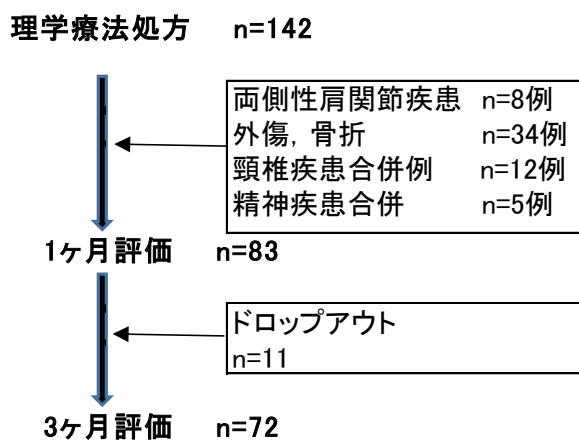 理学療法処方 n=142
両側性肩関節疾患 n=8例
外傷, 骨折 n=34例
頸椎疾患合併例 n=12例
精神疾患合併 n=5例
1ヶ月評価 n=83
ドロップアウト
n=11
3ヶ月評価 n=72